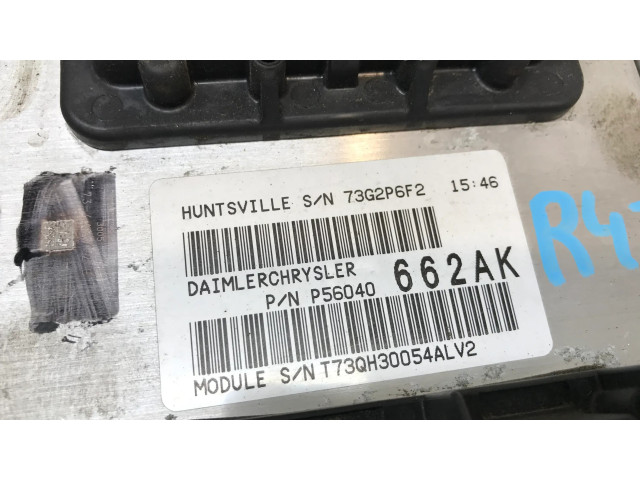 HUNTSVILLE S/N 73G2P6F2 15:46
DAIMLERCHRYSLER
P/N P56040 662AK
MODULE S/N T73QH30054ALV2